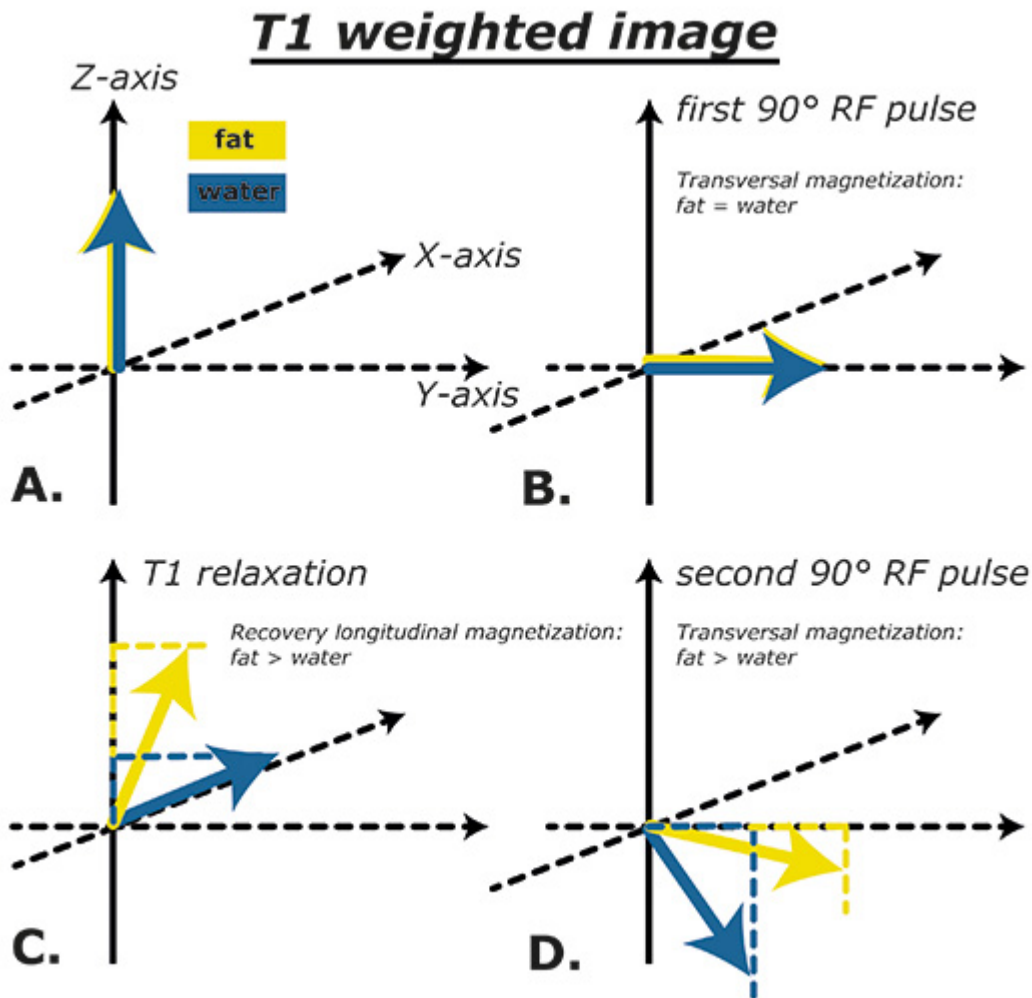 T1 weighted image
Z-axis
fat
water
X-axis
Y-axis
A.
first 90° RF pulse
Transversal magnetization:
fat = water
B.
T1 relaxation
Recovery longitudinal magnetization:
fat > water
C.
second 90° RF pulse
Transversal magnetization:
fat > water
D.